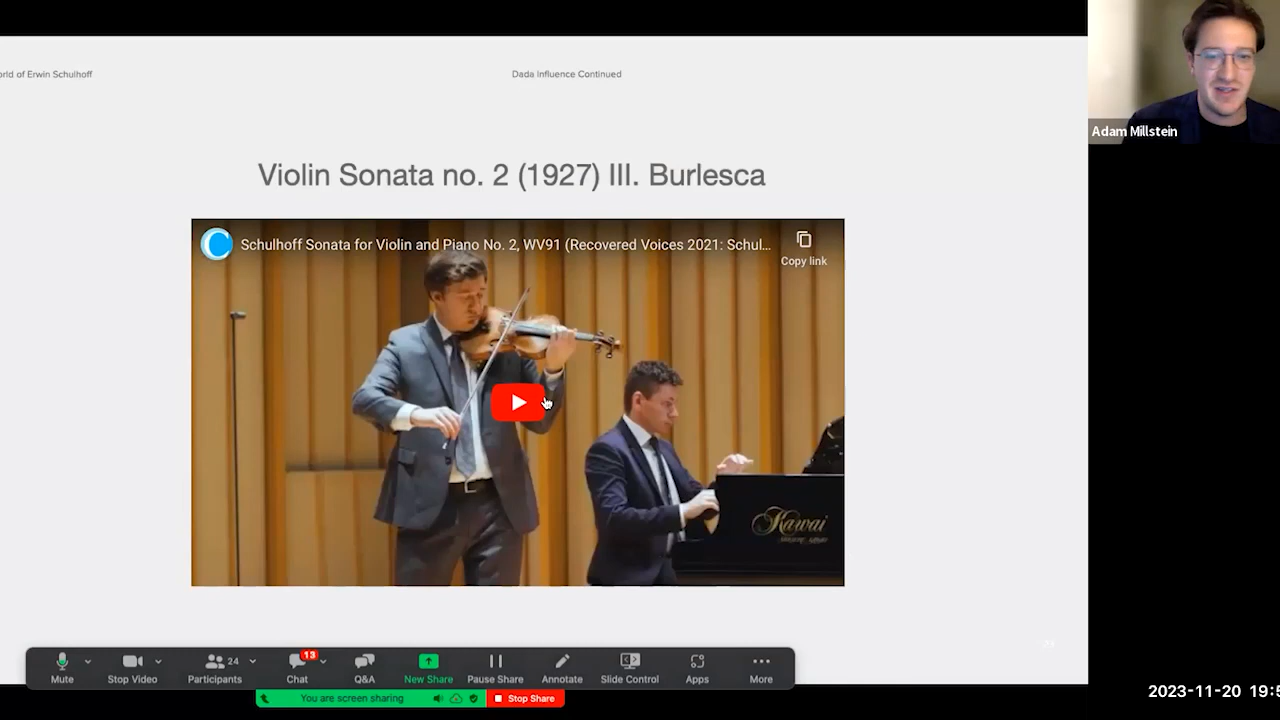 orld of Erwin Schulhoff
Dada Influence Continued
Adam Millstein
Violin Sonata no. 2 (1927) III. Burlesca
Schulhoff Sonata for Violin and Piano No. 2, WV91 (Recovered Voices 2021: Schul...
Copy link
Kawai
Mute
Stop Video
24
Participants
13
Chat
Q&A
New Share
Pause Share
Annotate
Slide Control
Apps
More
You are screen sharing
Stop Share
2023-11-20 19:5